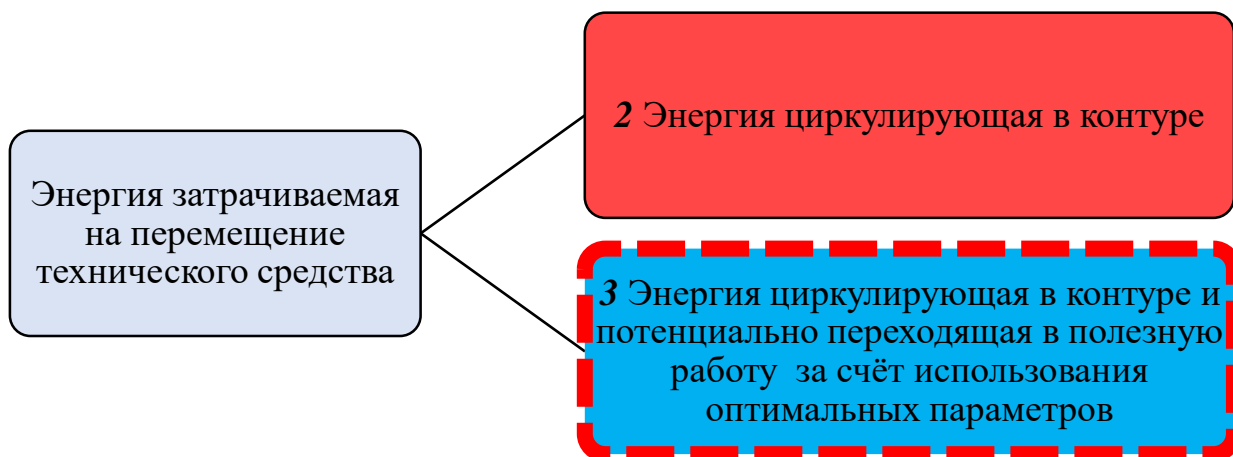 Энергия затрачиваемая
на перемещение
технического средства
2 Энергия циркулирующая в контуре
3 Энергия циркулирующая в контуре и
потенциально переходящая в полезную
работу за счёт использования
оптимальных параметров